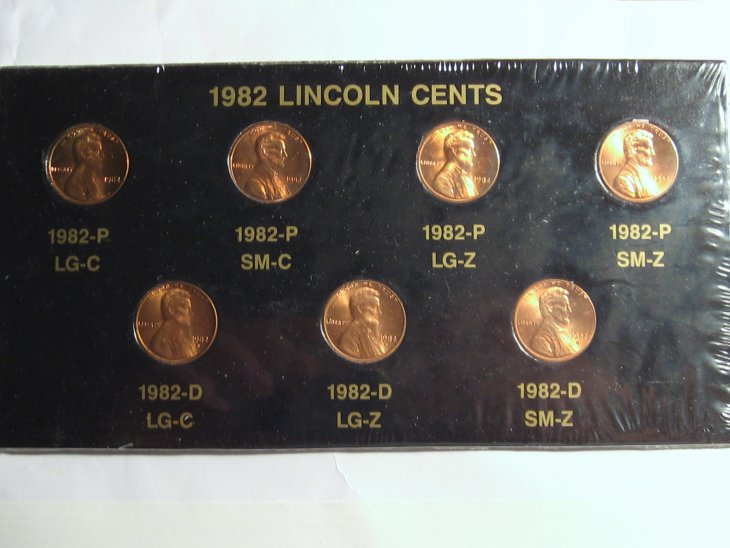 1982 LINCOLN CENTS
1982-P
LG-C
1982-P
SM-C
1982-P
LG-Z
1982-P
SM-Z
1982-D
LG-C
1982-D
LG-Z
1982-D
SM-Z